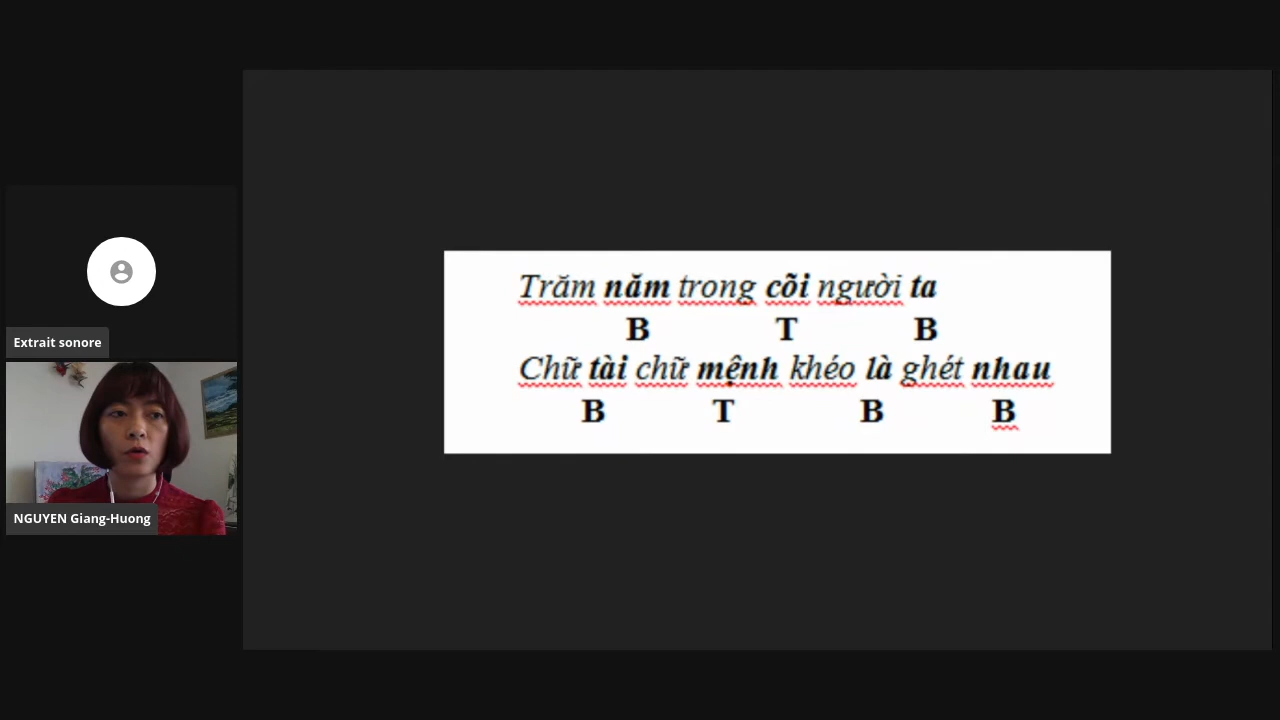 Trăm năm trong cõi người ta
B T B
Chữ tài chữ mệnh khéo là ghét nhau
B T B B
Extrait sonore
NGUYEN Giang-Huong